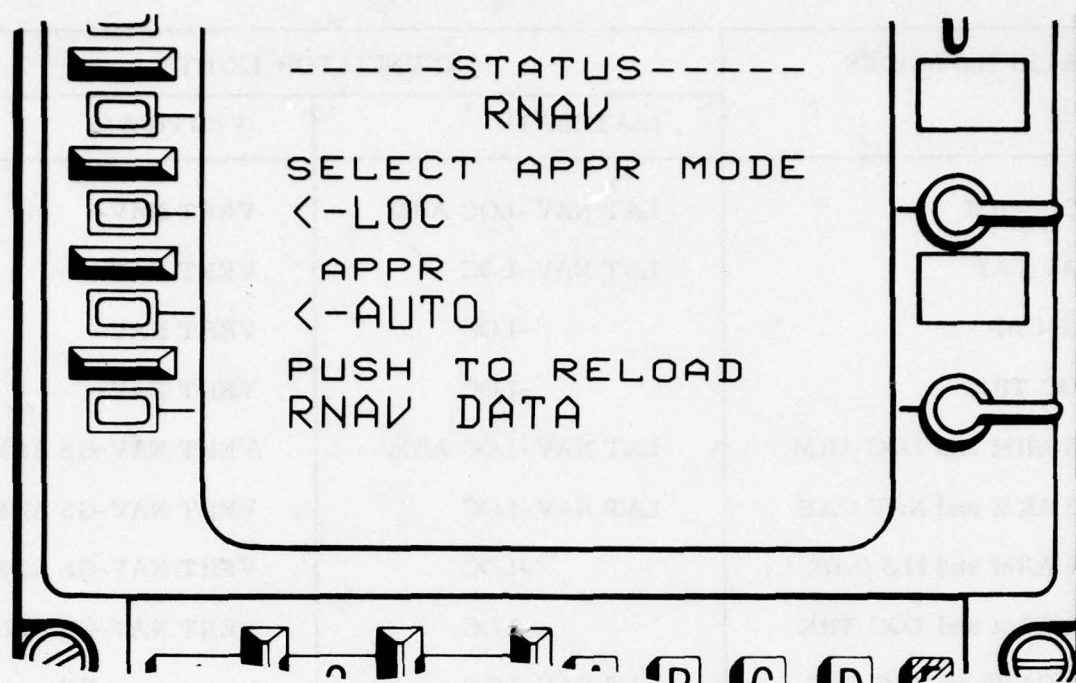 -----STATUS-----
RNAV
SELECT APPR MODE
<-LOC
APPR
<-AUTO
PUSH TO RELOAD
RNAV DATA
B C D